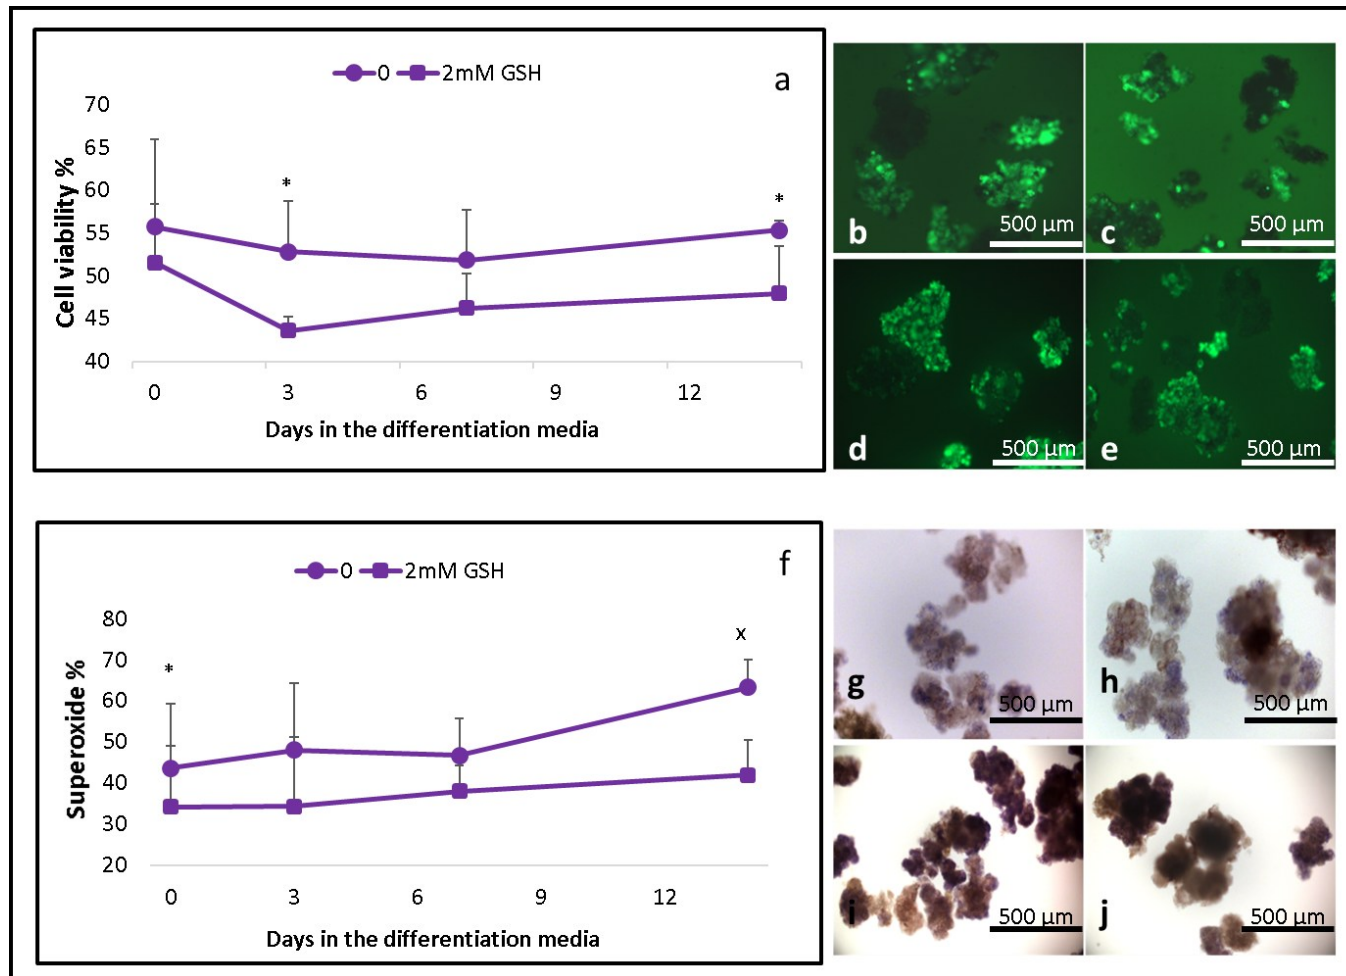 0 2mM GSH
a
Cell viability %
70
65
60
55
50
45
40
*
*
0 3 6 9 12
Days in the differentiation media
b
500 µm
c
500 µm
d
500 µm
e
500 µm
0 2mM GSH
f
Superoxide %
80
70
60
50
40
30
20
*
x
0 3 6 9 12
Days in the differentiation media
g
500 µm
h
500 µm
i
500 µm
j
500 µm